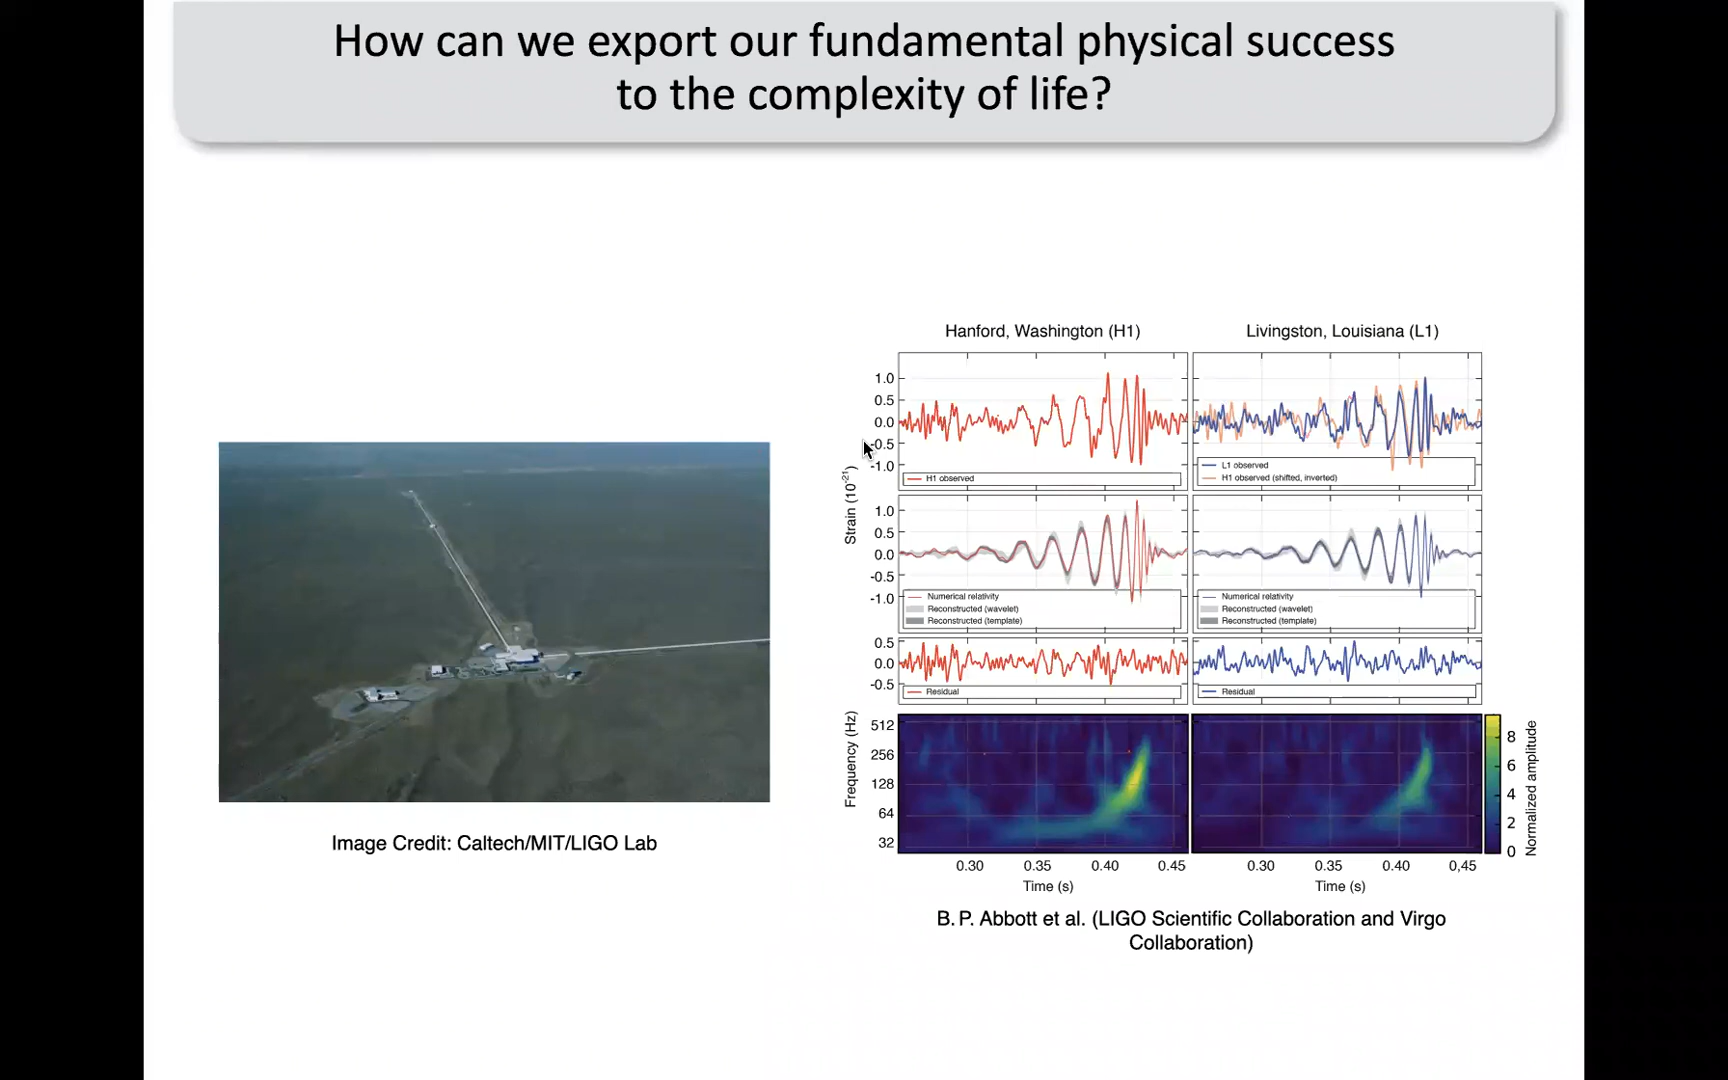 How can we export our fundamental physical success
to the complexity of life?
Image Credit: Caltech/MIT/LIGO Lab
Hanford, Washington (H1)
Livingston, Louisiana (L1)
Strain (10⁻²¹)
1.0
0.5
0.0
-0.5
-1.0
H1 observed
L1 observed
H1 observed (shifted, inverted)
1.0
0.5
0.0
-0.5
-1.0
Numerical relativity
Reconstructed (wavelet)
Reconstructed (template)
Numerical relativity
Reconstructed (wavelet)
Reconstructed (template)
0.5
0.0
-0.5
Residual
Residual
Frequency (Hz)
512
256
128
64
32
Normalized amplitude
8
6
4
2
0
0.30 0.35 0.40 0.45
0.30 0.35 0.40 0,45
Time (s)
Time (s)
B. P. Abbott et al. (LIGO Scientific Collaboration and Virgo
Collaboration)